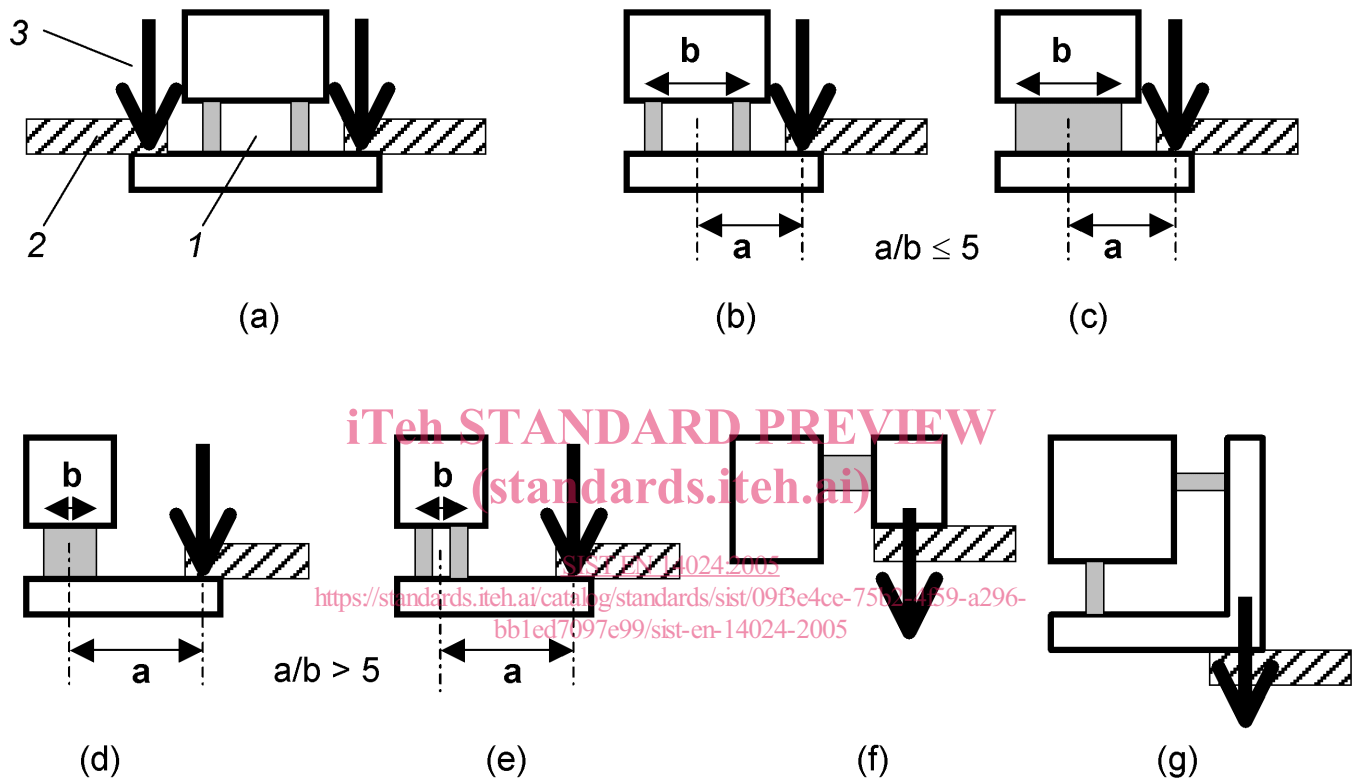 3
b
b
2
1
a
a/b ≤ 5
a
(a)
(b)
(c)
iTeh STANDARD PREVIEW
(standards.iteh.ai)
b
b
SIST EN 14024:2005
https://standards.iteh.ai/catalog/standards/sist/09f3e4ce-75b2-4f59-a296-
bb1ed7097e99/sist-en-14024-2005
a
a/b > 5
a
(d)
(e)
(f)
(g)